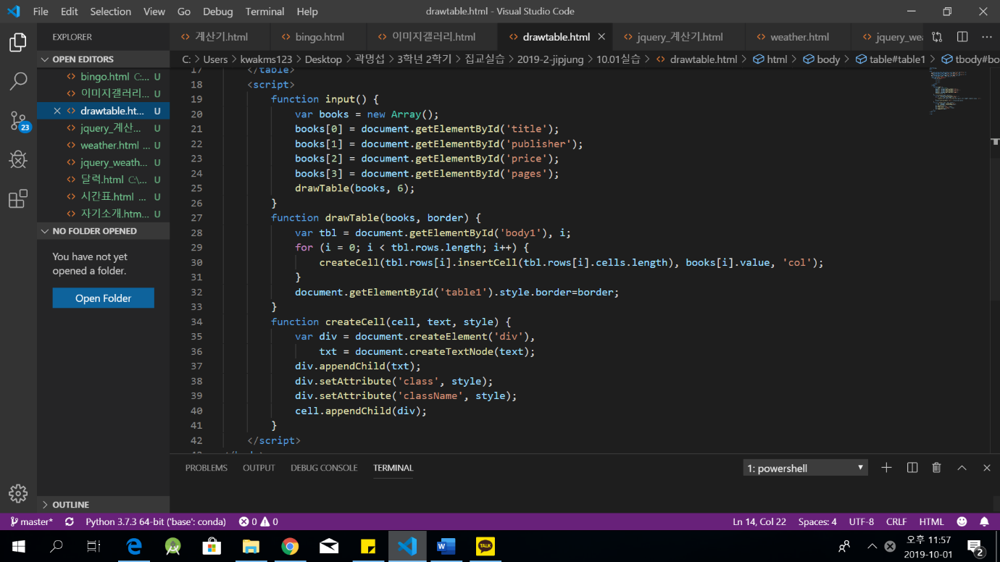 File Edit Selection View Go Debug Terminal Help drawtable.html - Visual Studio Code
EXPLORER
계산기.html bingo.html 이미지갤러리.html drawtable.html jquery_계산기.html weather.html jquery_wea
OPEN EDITORS
C: > Users > kwakms123 > Desktop > 곽명섭 > 3학년 2학기 > 집교실습 > 2019-2-jipjung > 10.01실습 > drawtable.html > html > body > table#table1 > tbody#bo
bingo.html C:... U
이미지갤러리... U
drawtable.ht... U
jquery_계산... U
weather.html ... U
jquery_weath... U
달력.html C:\... U
시간표.html ... U
자기소개.htm... U
23
NO FOLDER OPENED
You have not yet
opened a folder.
Open Folder
OUTLINE
17 </table>
18 <script>
19 function input() {
20 var books = new Array();
21 books[0] = document.getElementById('title');
22 books[1] = document.getElementById('publisher');
23 books[2] = document.getElementById('price');
24 books[3] = document.getElementById('pages');
25 drawTable(books, 6);
26 }
27 function drawTable(books, border) {
28 var tbl = document.getElementById('body1'), i;
29 for (i = 0; i < tbl.rows.length; i++) {
30 createCell(tbl.rows[i].insertCell(tbl.rows[i].cells.length), books[i].value, 'col');
31 }
32 document.getElementById('table1').style.border=border;
33 }
34 function createCell(cell, text, style) {
35 var div = document.createElement('div'),
36 txt = document.createTextNode(text);
37 div.appendChild(txt);
38 div.setAttribute('class', style);
39 div.setAttribute('className', style);
40 cell.appendChild(div);
41 }
42 </script>
PROBLEMS OUTPUT DEBUG CONSOLE TERMINAL 1: powershell
master* Python 3.7.3 64-bit ('base': conda) 0 0 Ln 14, Col 22 Spaces: 4 UTF-8 CRLF HTML
TALK
오후 11:57
2019-10-01
2